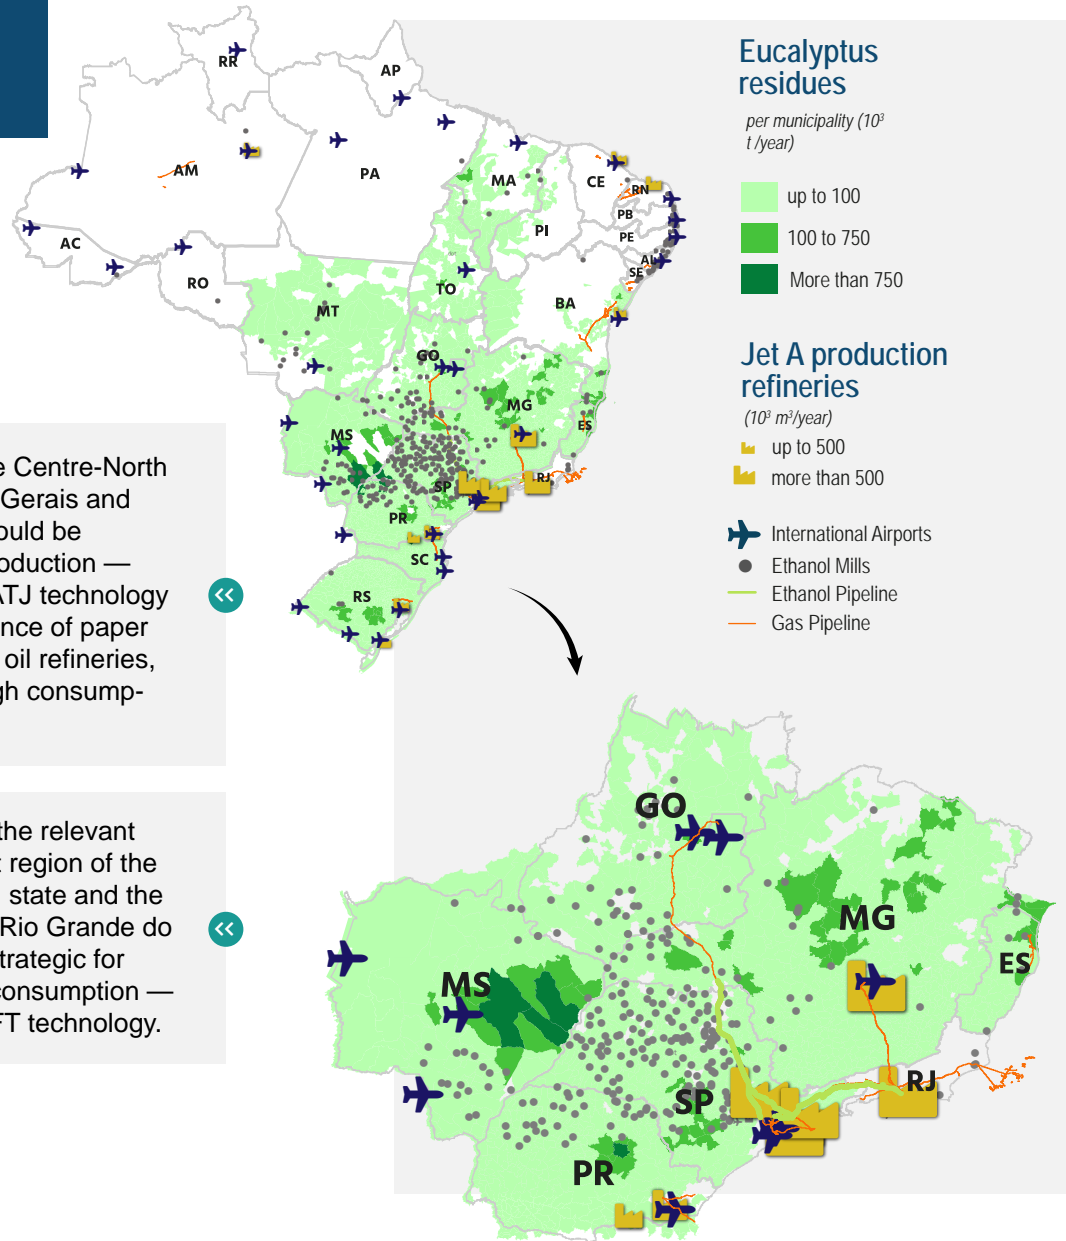 Eucalyptus
residues
per municipality (10³
t /year)
up to 100
100 to 750
More than 750
Jet A production
refineries
(10³ m³/year)
up to 500
more than 500
International Airports
Ethanol Mills
Ethanol Pipeline
Gas Pipeline
RR
AP
AM
PA
MA
CE
RN
PB
PE
AL
SE
PI
AC
RO
TO
BA
MT
GO
MG
ES
MS
SP
RJ
PR
SC
RS
e Centre-North
Gerais and
ould be
oduction —
ATJ technology
nce of paper
oil refineries,
gh consump-
the relevant
t region of the
state and the
Rio Grande do
trategic for
consumption —
FT technology.
GO
MG
ES
MS
SP
RJ
PR